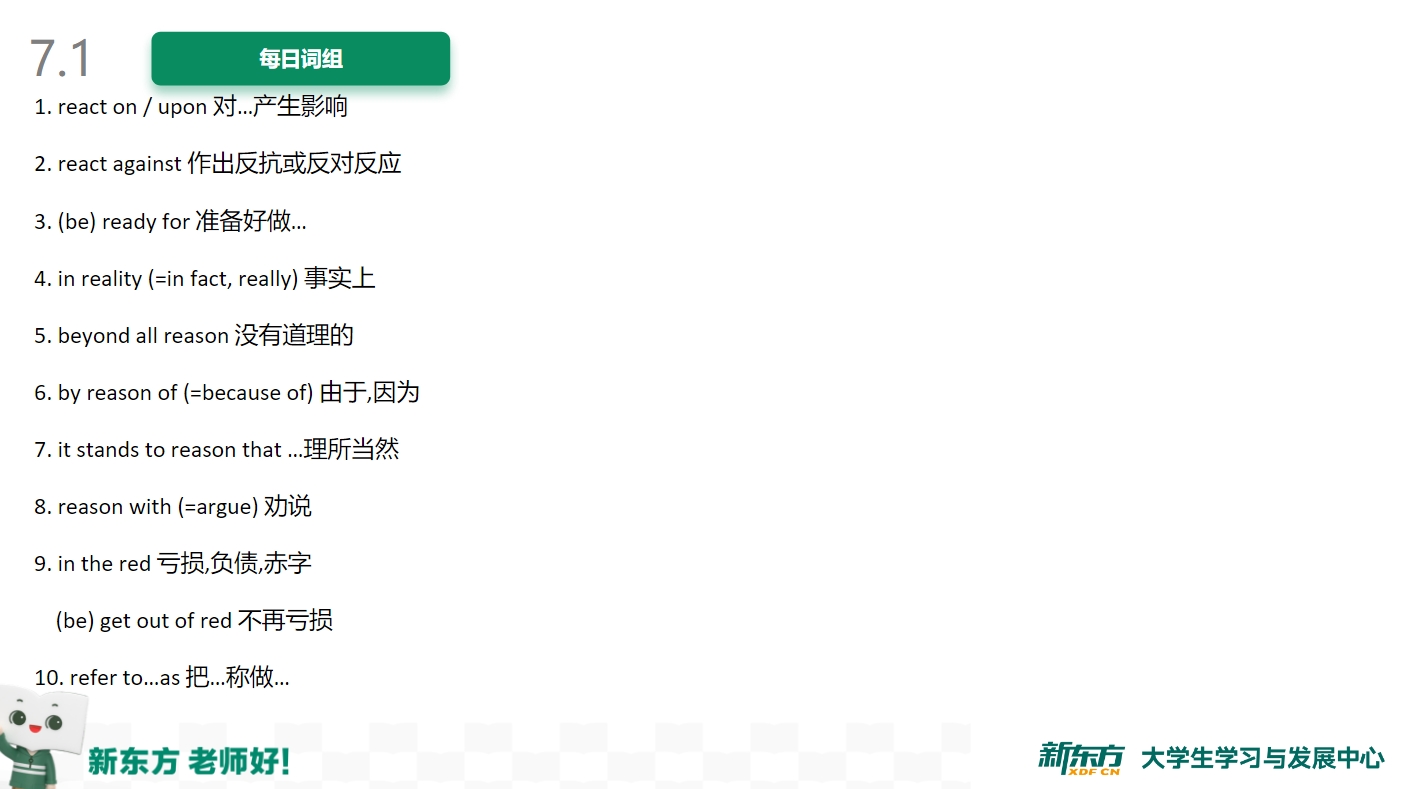 7.1
每日词组
1. react on / upon 对...产生影响
2. react against 作出反抗或反对反应
3. (be) ready for 准备好做...
4. in reality (=in fact, really) 事实上
5. beyond all reason 没有道理的
6. by reason of (=because of) 由于,因为
7. it stands to reason that ...理所当然
8. reason with (=argue) 劝说
9. in the red 亏损,负债,赤字
(be) get out of red 不再亏损
10. refer to...as 把...称做...
新东方 老师好!
新东方 XDF.CN 大学生学习与发展中心